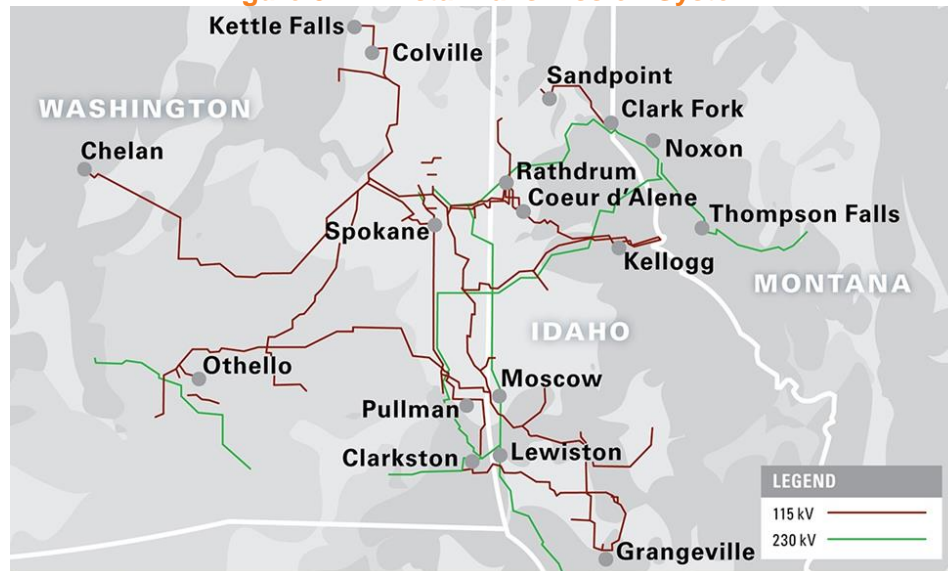 Kettle Falls
Colville
Sandpoint
WASHINGTON
Clark Fork
Chelan
Noxon
Rathdrum
Coeur d'Alene
Thompson Falls
Spokane
Kellogg
MONTANA
IDAHO
Othello
Moscow
Pullman
Clarkston
Lewiston
LEGEND
115 kV
230 kV
Grangeville